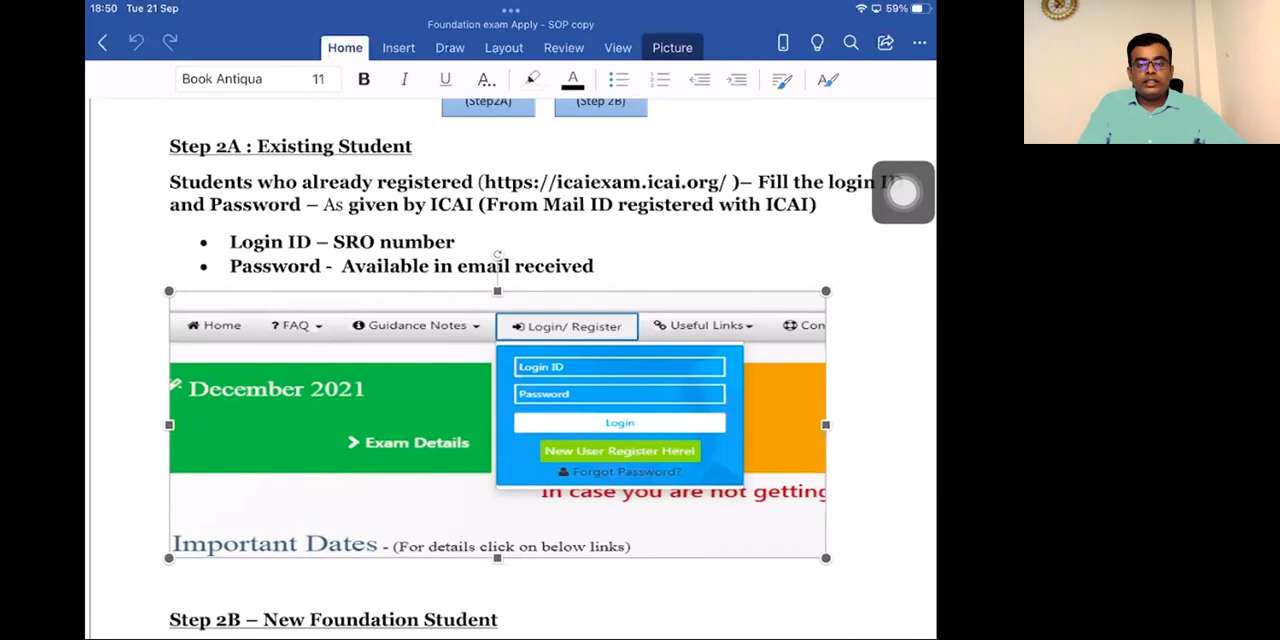 18:50 Tue 21 Sep
59%
Foundation exam Apply - SOP copy
Home Insert Draw Layout Review View Picture
Book Antiqua 11 B I U A... A
(Step2A) (Step 2B)
Step 2A : Existing Student
Students who already registered (https://icaiexam.icai.org/ )– Fill the login ID
and Password – As given by ICAI (From Mail ID registered with ICAI)
• Login ID – SRO number
• Password - Available in email received
Home ? FAQ Guidance Notes Login/ Register Useful Links Con
Login ID
December 2021
Password
Login
Exam Details
New User Register Here!
Forgot Password?
In case you are not getting
Important Dates - (For details click on below links)
Step 2B – New Foundation Student